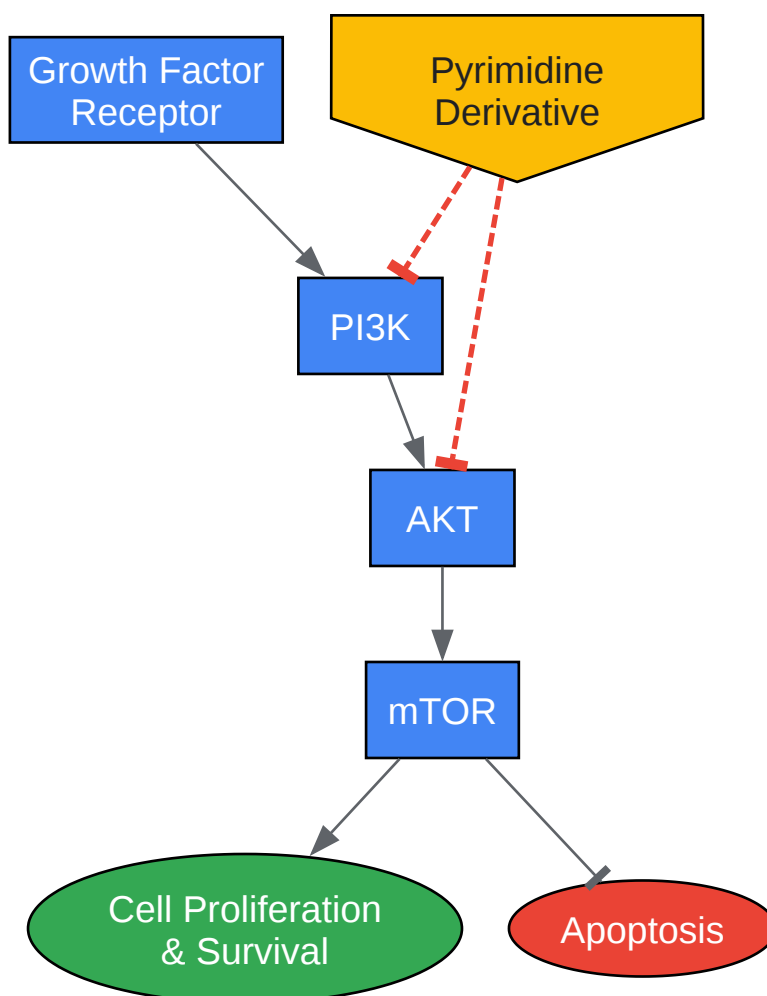 Growth Factor
Receptor
Pyrimidine
Derivative
PI3K
AKT
mTOR
Cell Proliferation
& Survival
Apoptosis